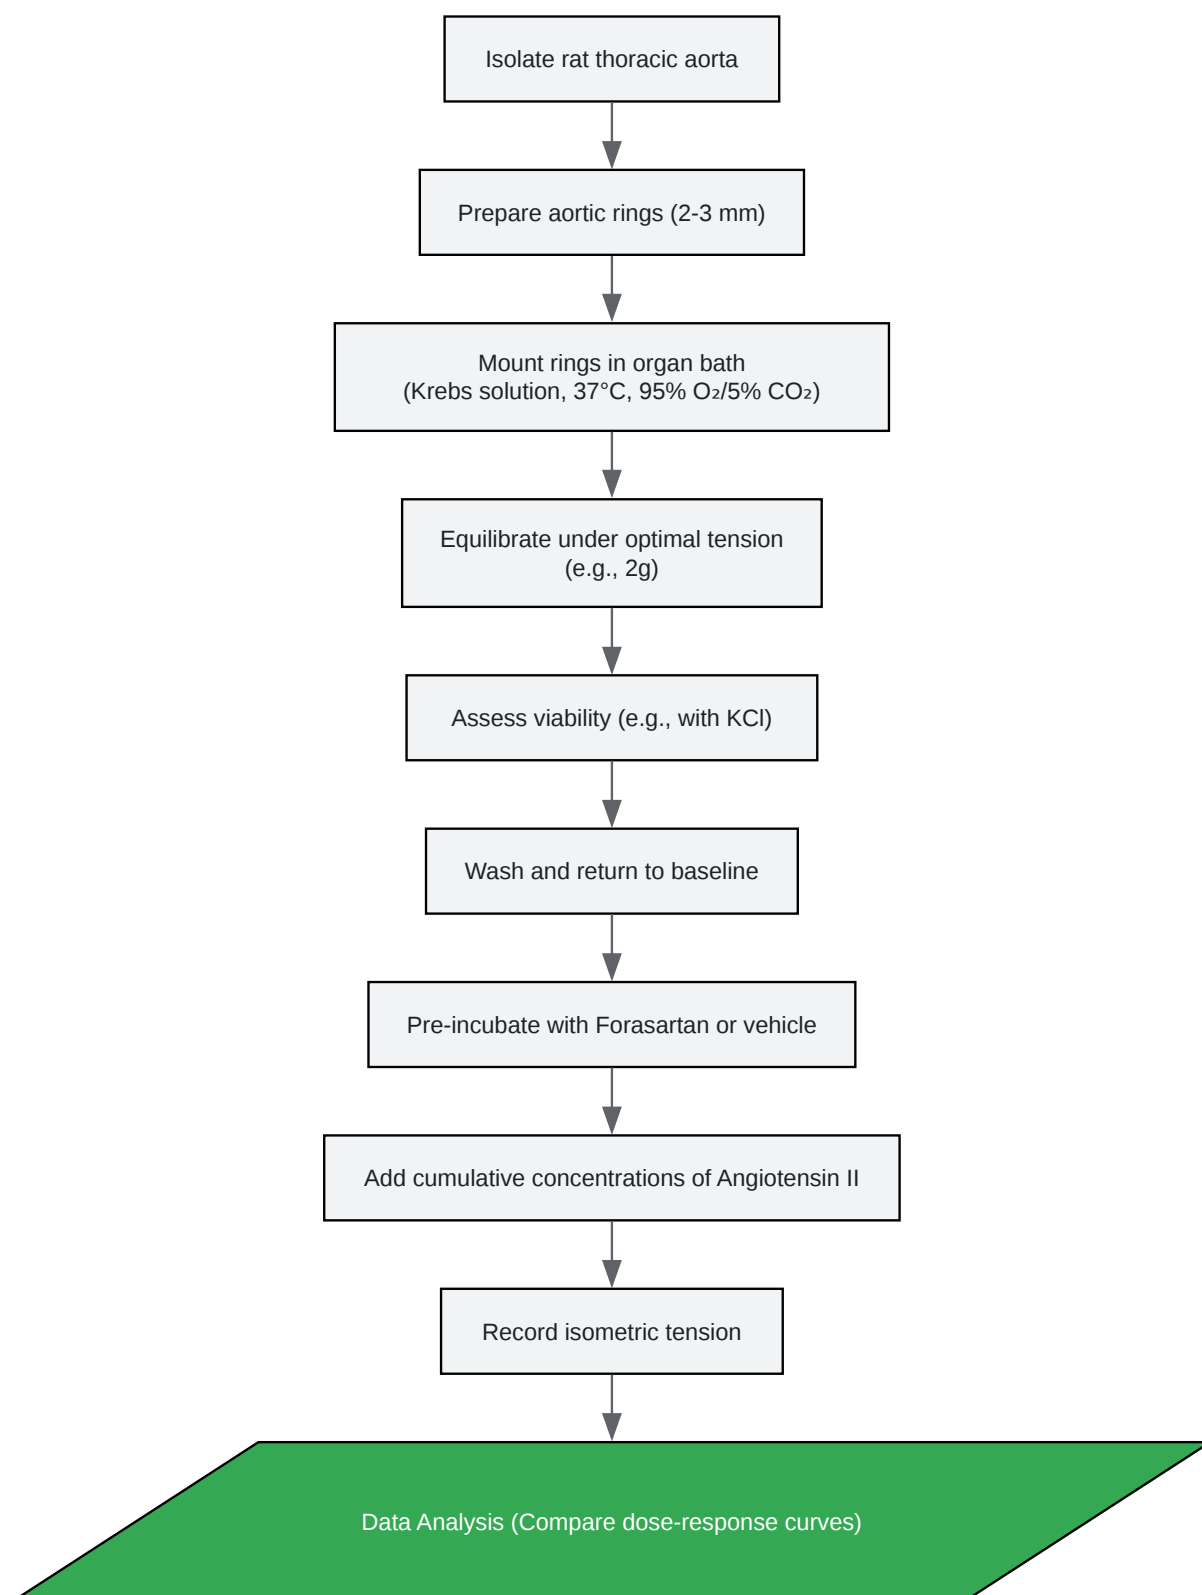 Isolate rat thoracic aorta
Prepare aortic rings (2-3 mm)
Mount rings in organ bath
(Krebs solution, 37°C, 95% O₂/5% CO₂)
Equilibrate under optimal tension
(e.g., 2g)
Assess viability (e.g., with KCl)
Wash and return to baseline
Pre-incubate with Forasartan or vehicle
Add cumulative concentrations of Angiotensin II
Record isometric tension
Data Analysis (Compare dose-response curves)